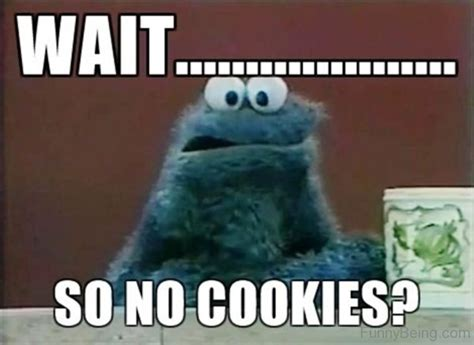 WAIT....................
SO NO COOKIES?
FunnyBeing.com